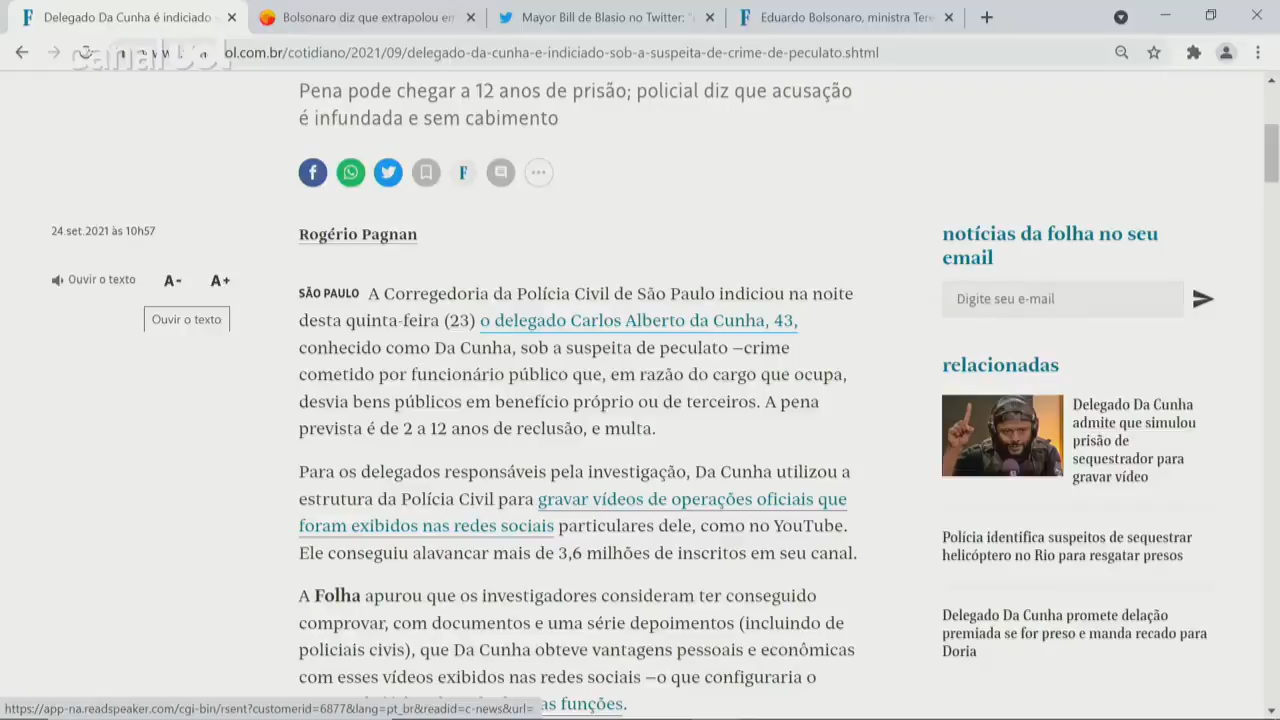 Delegado Da Cunha é indiciado
Bolsonaro diz que extrapolou em
Mayor Bill de Blasio no Twitter: "
Eduardo Bolsonaro, ministra Tere
canal UOL
ol.com.br/cotidiano/2021/09/delegado-da-cunha-e-indiciado-sob-a-suspeita-de-crime-de-peculato.shtml
Pena pode chegar a 12 anos de prisão; policial diz que acusação
é infundada e sem cabimento
24.set.2021 às 10h57
Ouvir o texto A- A+
Ouvir o texto
Rogério Pagnan
SÃO PAULO A Corregedoria da Polícia Civil de São Paulo indiciou na noite
desta quinta-feira (23) o delegado Carlos Alberto da Cunha, 43,
conhecido como Da Cunha, sob a suspeita de peculato —crime
cometido por funcionário público que, em razão do cargo que ocupa,
desvia bens públicos em benefício próprio ou de terceiros. A pena
prevista é de 2 a 12 anos de reclusão, e multa.
Para os delegados responsáveis pela investigação, Da Cunha utilizou a
estrutura da Polícia Civil para gravar vídeos de operações oficiais que
foram exibidos nas redes sociais particulares dele, como no YouTube.
Ele conseguiu alavancar mais de 3,6 milhões de inscritos em seu canal.
A Folha apurou que os investigadores consideram ter conseguido
comprovar, com documentos e uma série depoimentos (incluindo de
policiais civis), que Da Cunha obteve vantagens pessoais e econômicas
com esses vídeos exibidos nas redes sociais —o que configuraria o
as funções.
notícias da folha no seu
email
Digite seu e-mail
relacionadas
Delegado Da Cunha
admite que simulou
prisão de
sequestrador para
gravar vídeo
Polícia identifica suspeitos de sequestrar
helicóptero no Rio para resgatar presos
Delegado Da Cunha promete delação
premiada se for preso e manda recado para
Doria
https://app-na.readspeaker.com/cgi-bin/rsent?customerid=6877&lang=pt_br&readid=c-news&url=